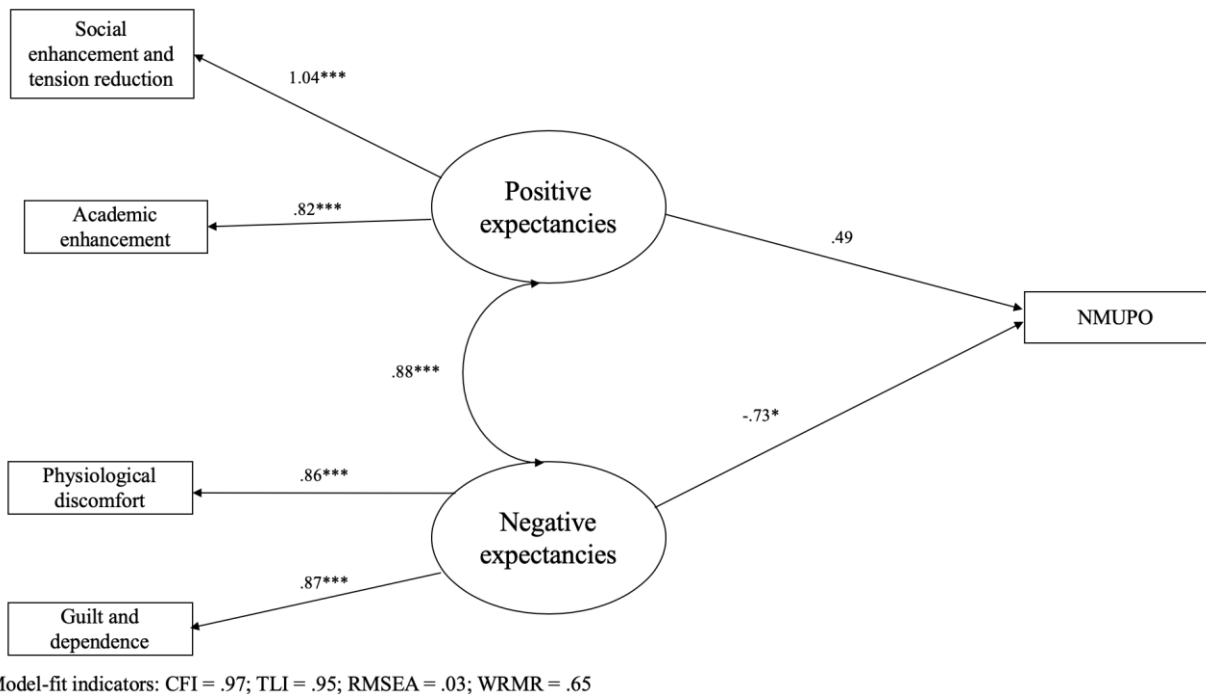 Social
enhancement and
tension reduction
1.04***
Academic
enhancement
.82***
Positive
expectancies
.49
NMUPO
.88***
-.73*
Physiological
discomfort
.86***
Negative
expectancies
.87***
Guilt and
dependence
Model-fit indicators: CFI = .97; TLI = .95; RMSEA = .03; WRMR = .65